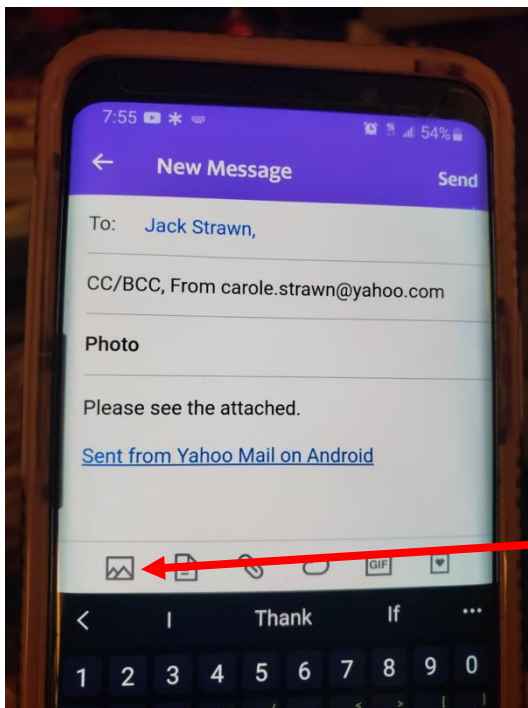 7:55 54%
New Message
Send
To: Jack Strawn,
CC/BCC, From carole.strawn@yahoo.com
Photo
Please see the attached.
Sent from Yahoo Mail on Android
GIF
< I Thank If ...
1 2 3 4 5 6 7 8 9 0